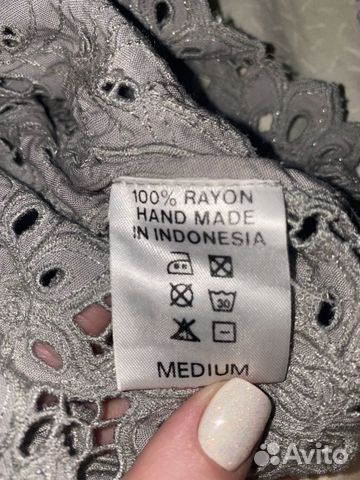 100% RAYON
HAND MADE
IN INDONESIA
30
MEDIUM
Avito